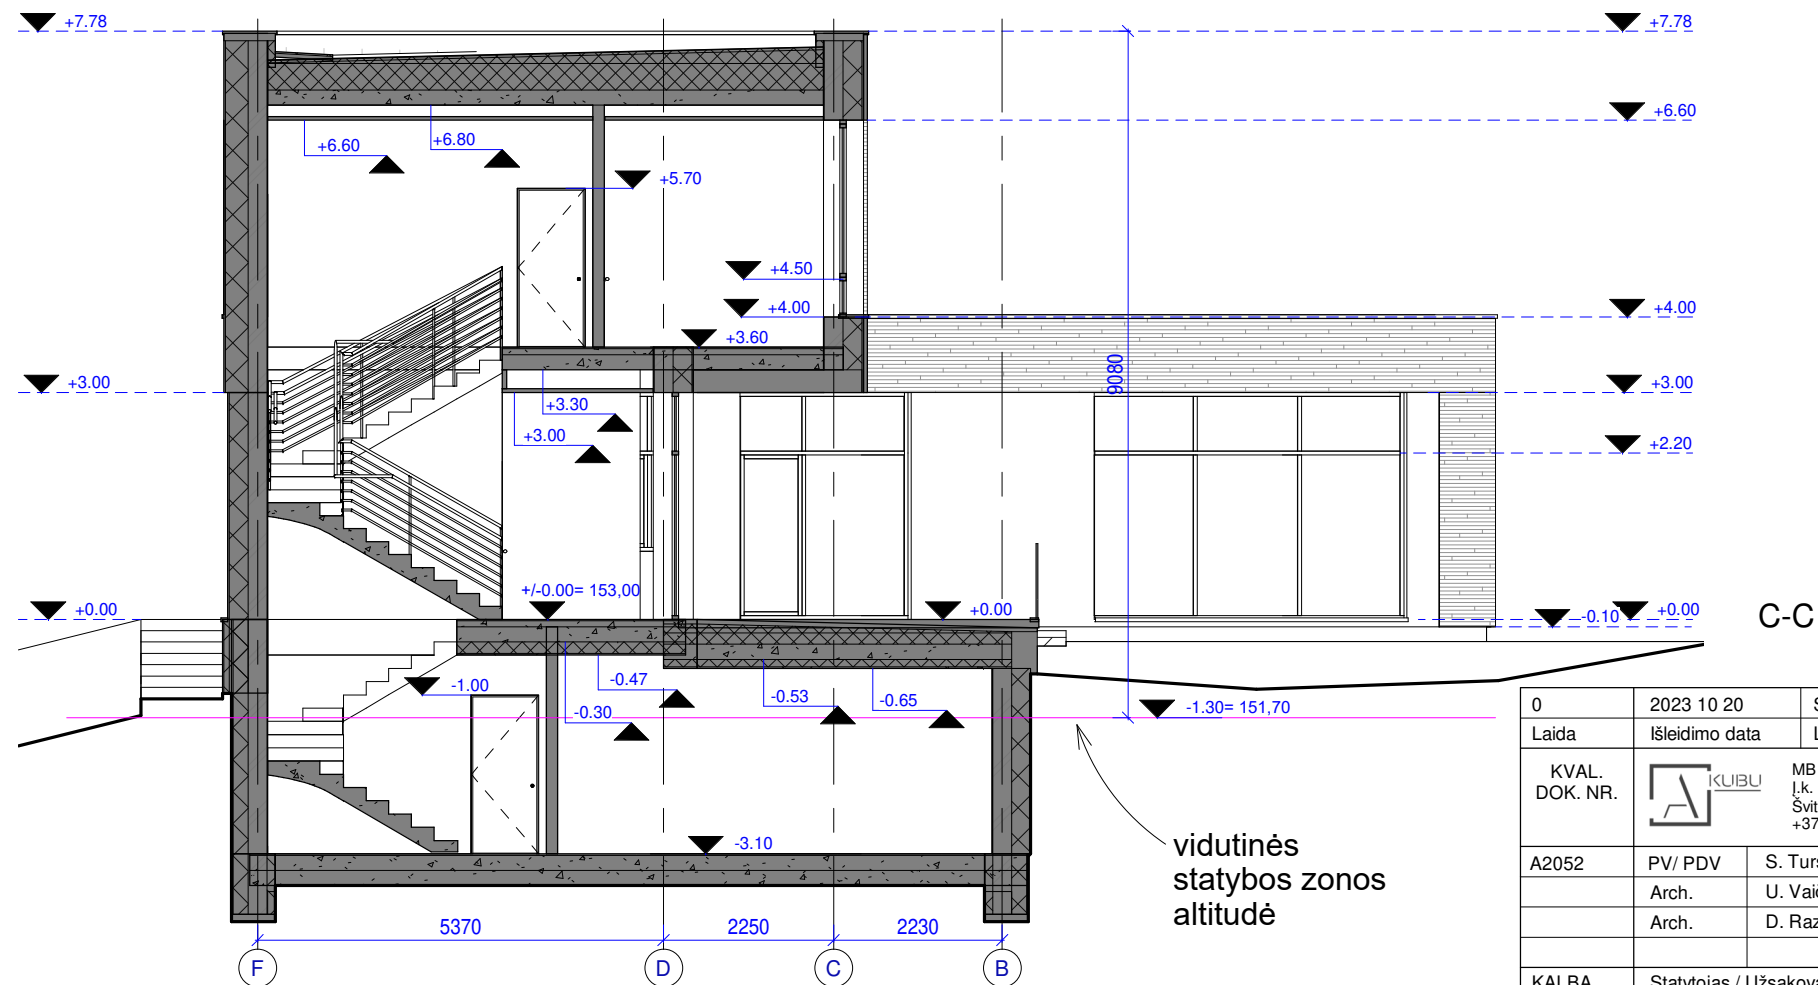 +7.78
+7.78
+6.60
+6.60
+6.80
+5.70
+4.50
+4.00
+4.00
+3.60
9080
+3.00
+3.00
+3.30
+3.00
+2.20
+/-0.00= 153,00
+0.00
+0.00
-0.10
+0.00
C-C
-1.00
-0.47
-0.53
-0.65
-0.30
-1.30= 151,70
-3.10
vidutinės
statybos zonos
altitudė
5370
2250
2230
F
D
C
B
0 2023 10 20
Laida Išleidimo data
KVAL.
DOK. NR.
KUBU
MB
Į.k.
+37
A2052 PV/ PDV S.
Arch. U.
Arch. D.
KALBA Statytojas /